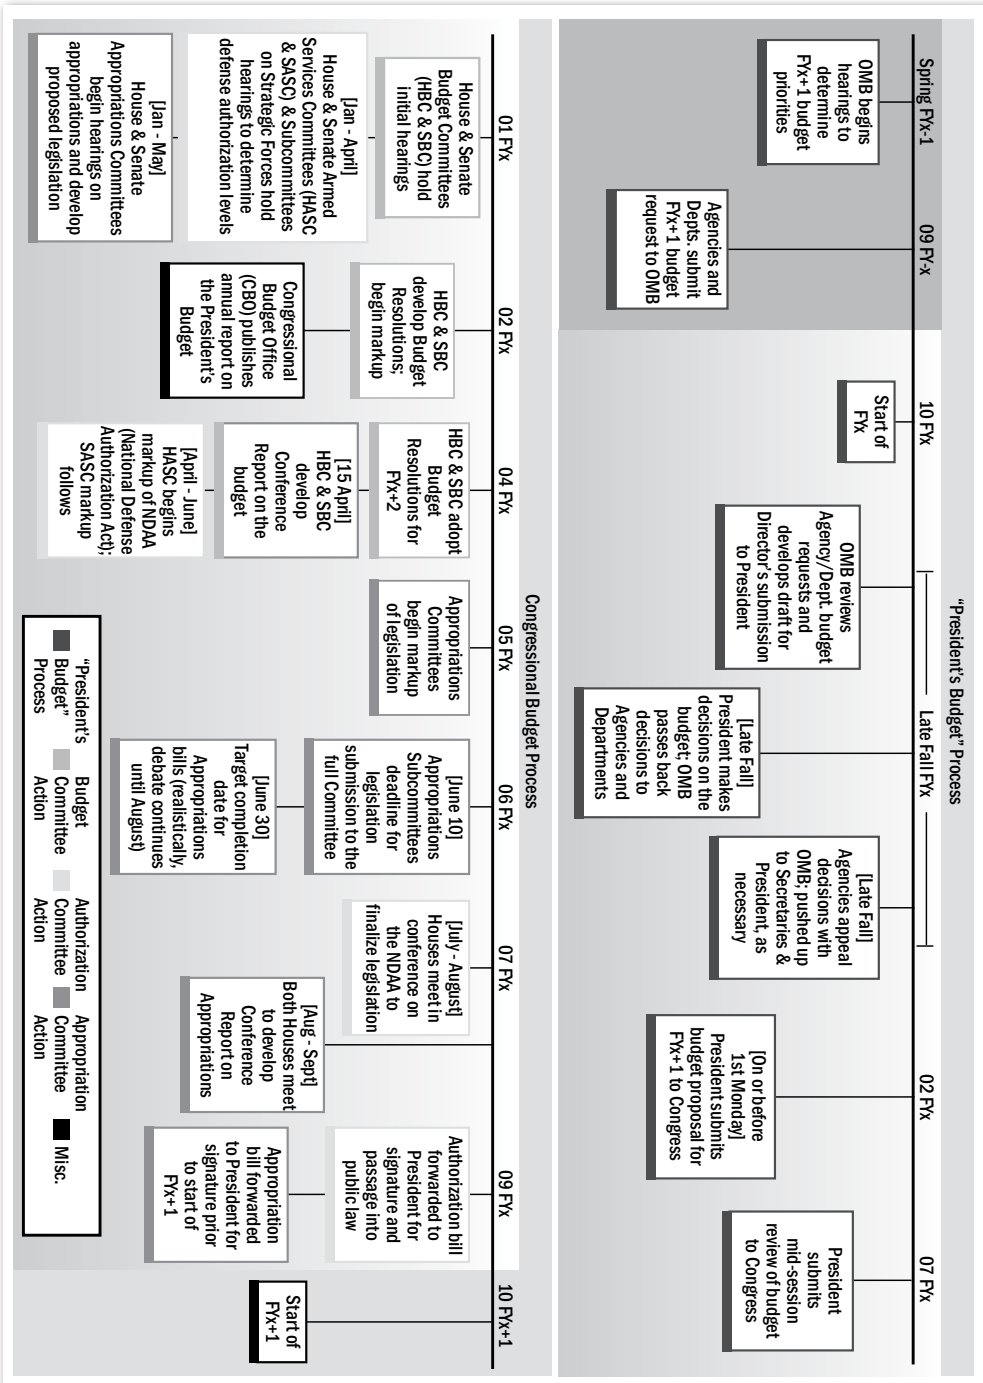 "President's Budget" Process
Spring FYx-1
09 FY-x
10 FYx
Late Fall FYx
02 FYx
07 FYx
OMB begins
hearings to
determine
FYx+1 budget
priorities
Agencies and
Depts. submit
FYx+1 budget
request to OMB
Start of
FYx
OMB reviews
Agency/Dept. budget
requests and
develops draft for
Director's submission
to President
[Late Fall]
President makes
decisions on the
budget; OMB
passes back
decisions to
Agencies and
Departments
[Late Fall]
Agencies appeal
decisions with
OMB; pushed up
to Secretaries &
President, as
necessary
[On or before
1st Monday]
President submits
budget proposal for
FYx+1 to Congress
President
submits
mid-session
review of budget
to Congress
Congressional Budget Process
01 FYx
02 FYx
04 FYx
05 FYx
06 FYx
07 FYx
09 FYx
10 FYx+1
House & Senate
Budget Committees
(HBC & SBC) hold
initial hearings
[Jan - April]
House & Senate Armed
Services Committees (HASC
& SASC) & Subcommittees
on Strategic Forces hold
hearings to determine
defense authorization levels
[Jan - May]
House & Senate
Appropriations Committees
begin hearings on
appropriations and develop
proposed legislation
HBC & SBC
develop Budget
Resolutions;
begin markup
Congressional
Budget Office
(CBO) publishes
annual report on
the President's
Budget
HBC & SBC adopt
Budget
Resolutions for
FYx+2
[15 April]
HBC & SBC
develop
Conference
Report on the
budget
[April - June]
HASC begins
markup of NDAA
(National Defense
Authorization Act);
SASC markup
follows
Appropriations
Committees
begin markup
of legislation
[June 10]
Appropriations
Subcommittees
deadline for
legislation
submission to the
full Committee
[June 30]
Target completion
date for
Appropriations
bills (realistically,
debate continues
until August)
[July - August]
Houses meet in
conference on
the NDAA to
finalize legislation
[Aug - Sept]
Both Houses meet
to develop
Conference
Report on
Appropriations
Authorization bill
forwarded to
President for
signature and
passage into
public law
Appropriation
bill forwarded
to President for
signature prior
to start of
FYx+1
Start of
FYx+1
"President's
Budget"
Process
Budget
Committee
Action
Authorization
Committee
Action
Appropriation
Committee
Action
Misc.